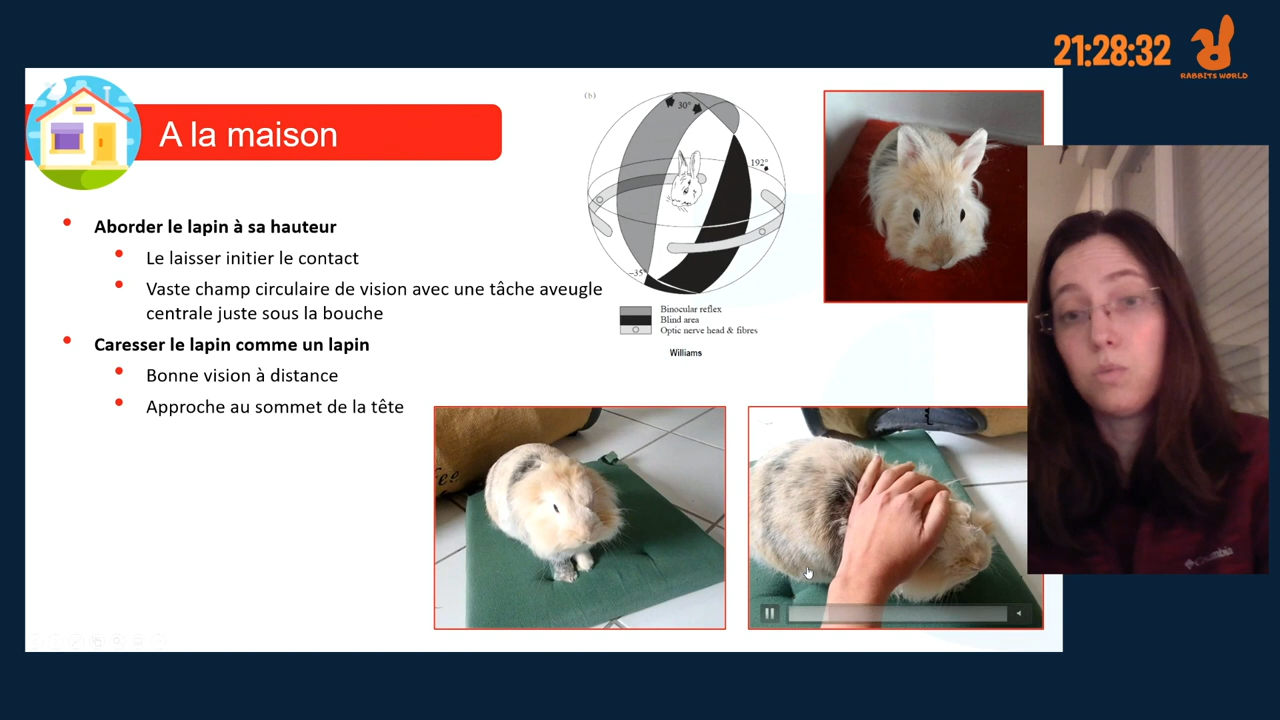 21:28:32
RABBITS WORLD
A la maison
Aborder le lapin à sa hauteur
Le laisser initier le contact
Vaste champ circulaire de vision avec une tâche aveugle
centrale juste sous la bouche
Caresser le lapin comme un lapin
Bonne vision à distance
Approche au sommet de la tête
(b)
30°
192°
−35°
Binocular reflex
Blind area
Optic nerve head & fibres
Williams
Columbia